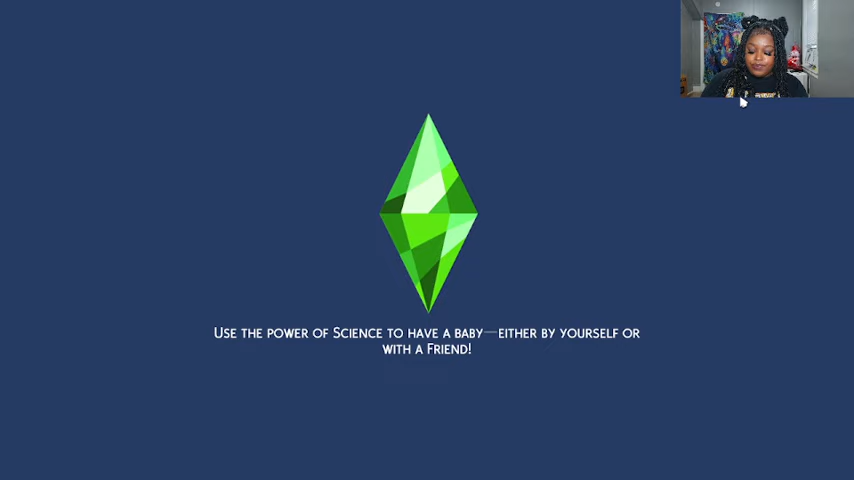 Use the power of Science to have a baby—either by yourself or
with a Friend!